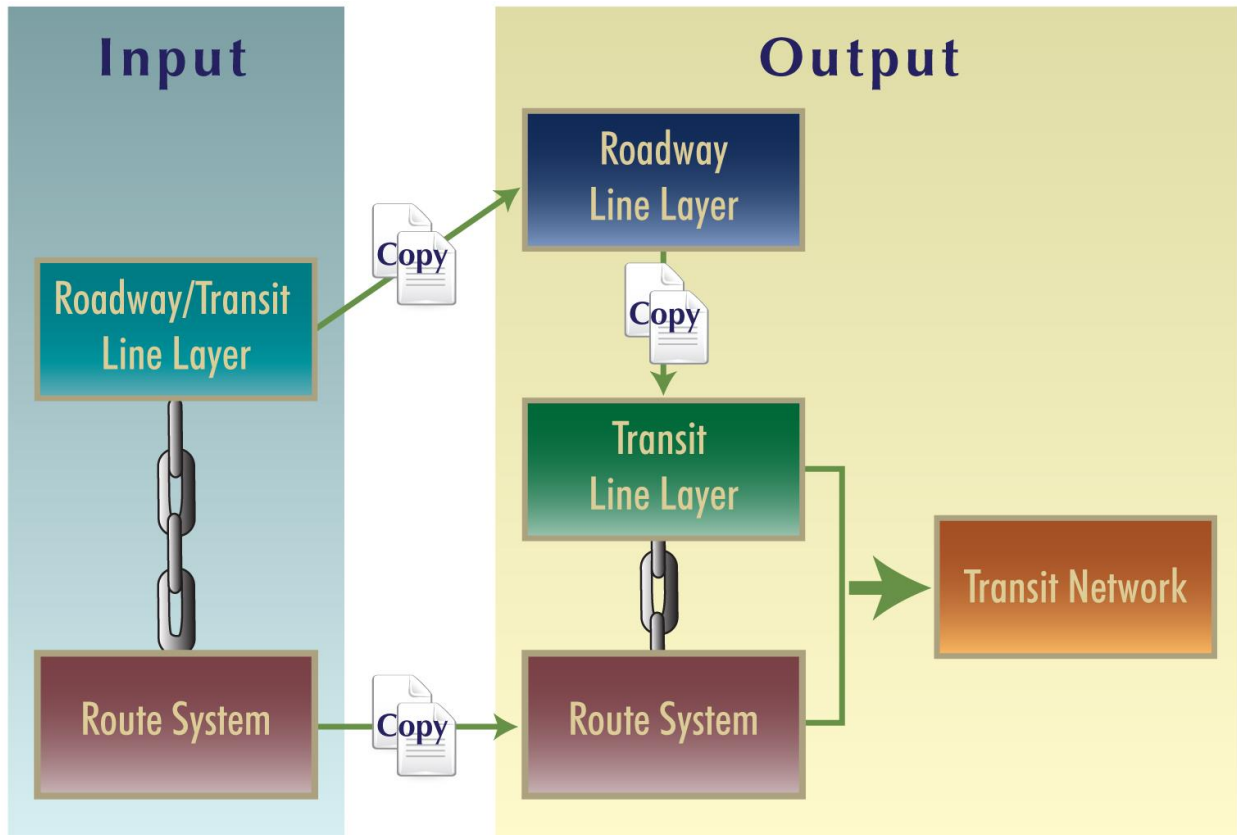 Input
Output
Roadway
Line Layer
Copy
Roadway/Transit
Line Layer
Copy
Transit
Line Layer
Transit Network
Route System
Copy
Route System